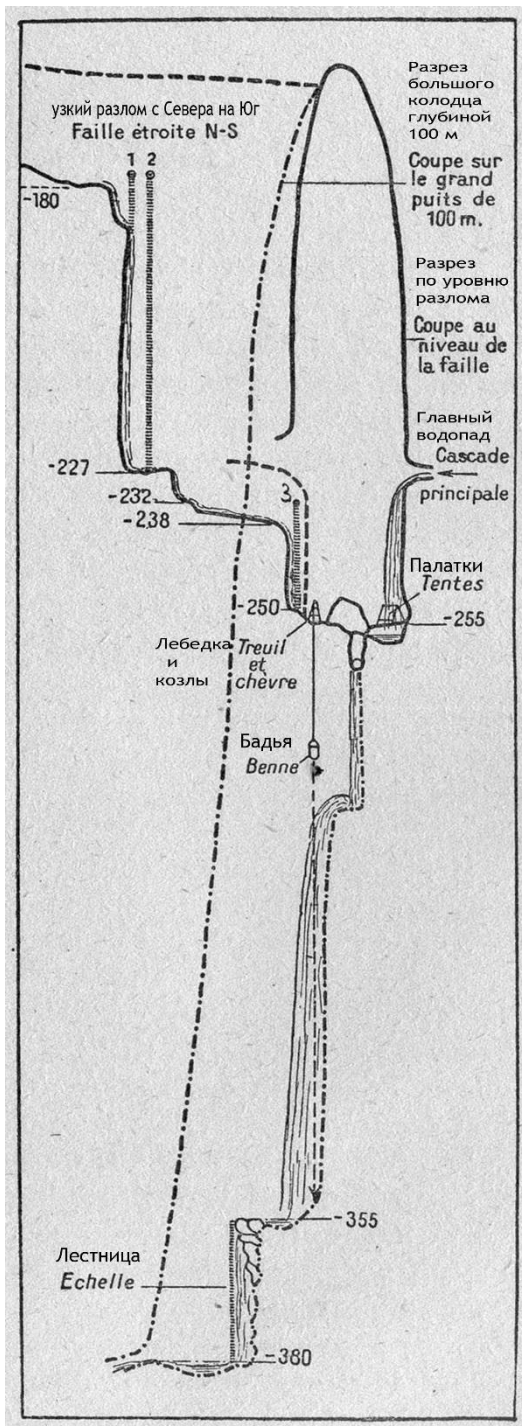 Разрез
большого
колодца
глубиной
100 м
узкий разлом с Севера на Юг
Faille étroite N-S
1 2
Coupe sur
le grand
puits de
100 m.
-180
Разрез
по уровню
разлома
Coupe au
niveau de
la faille
Главный
водопад
Cascade
principale
-227
-232
-238
3
Палатки
Tentes
-250
-255
Лебедка
и
козлы
Treuil
et
chèvre
Бадья
Benne
-355
Лестница
Echelle
-380